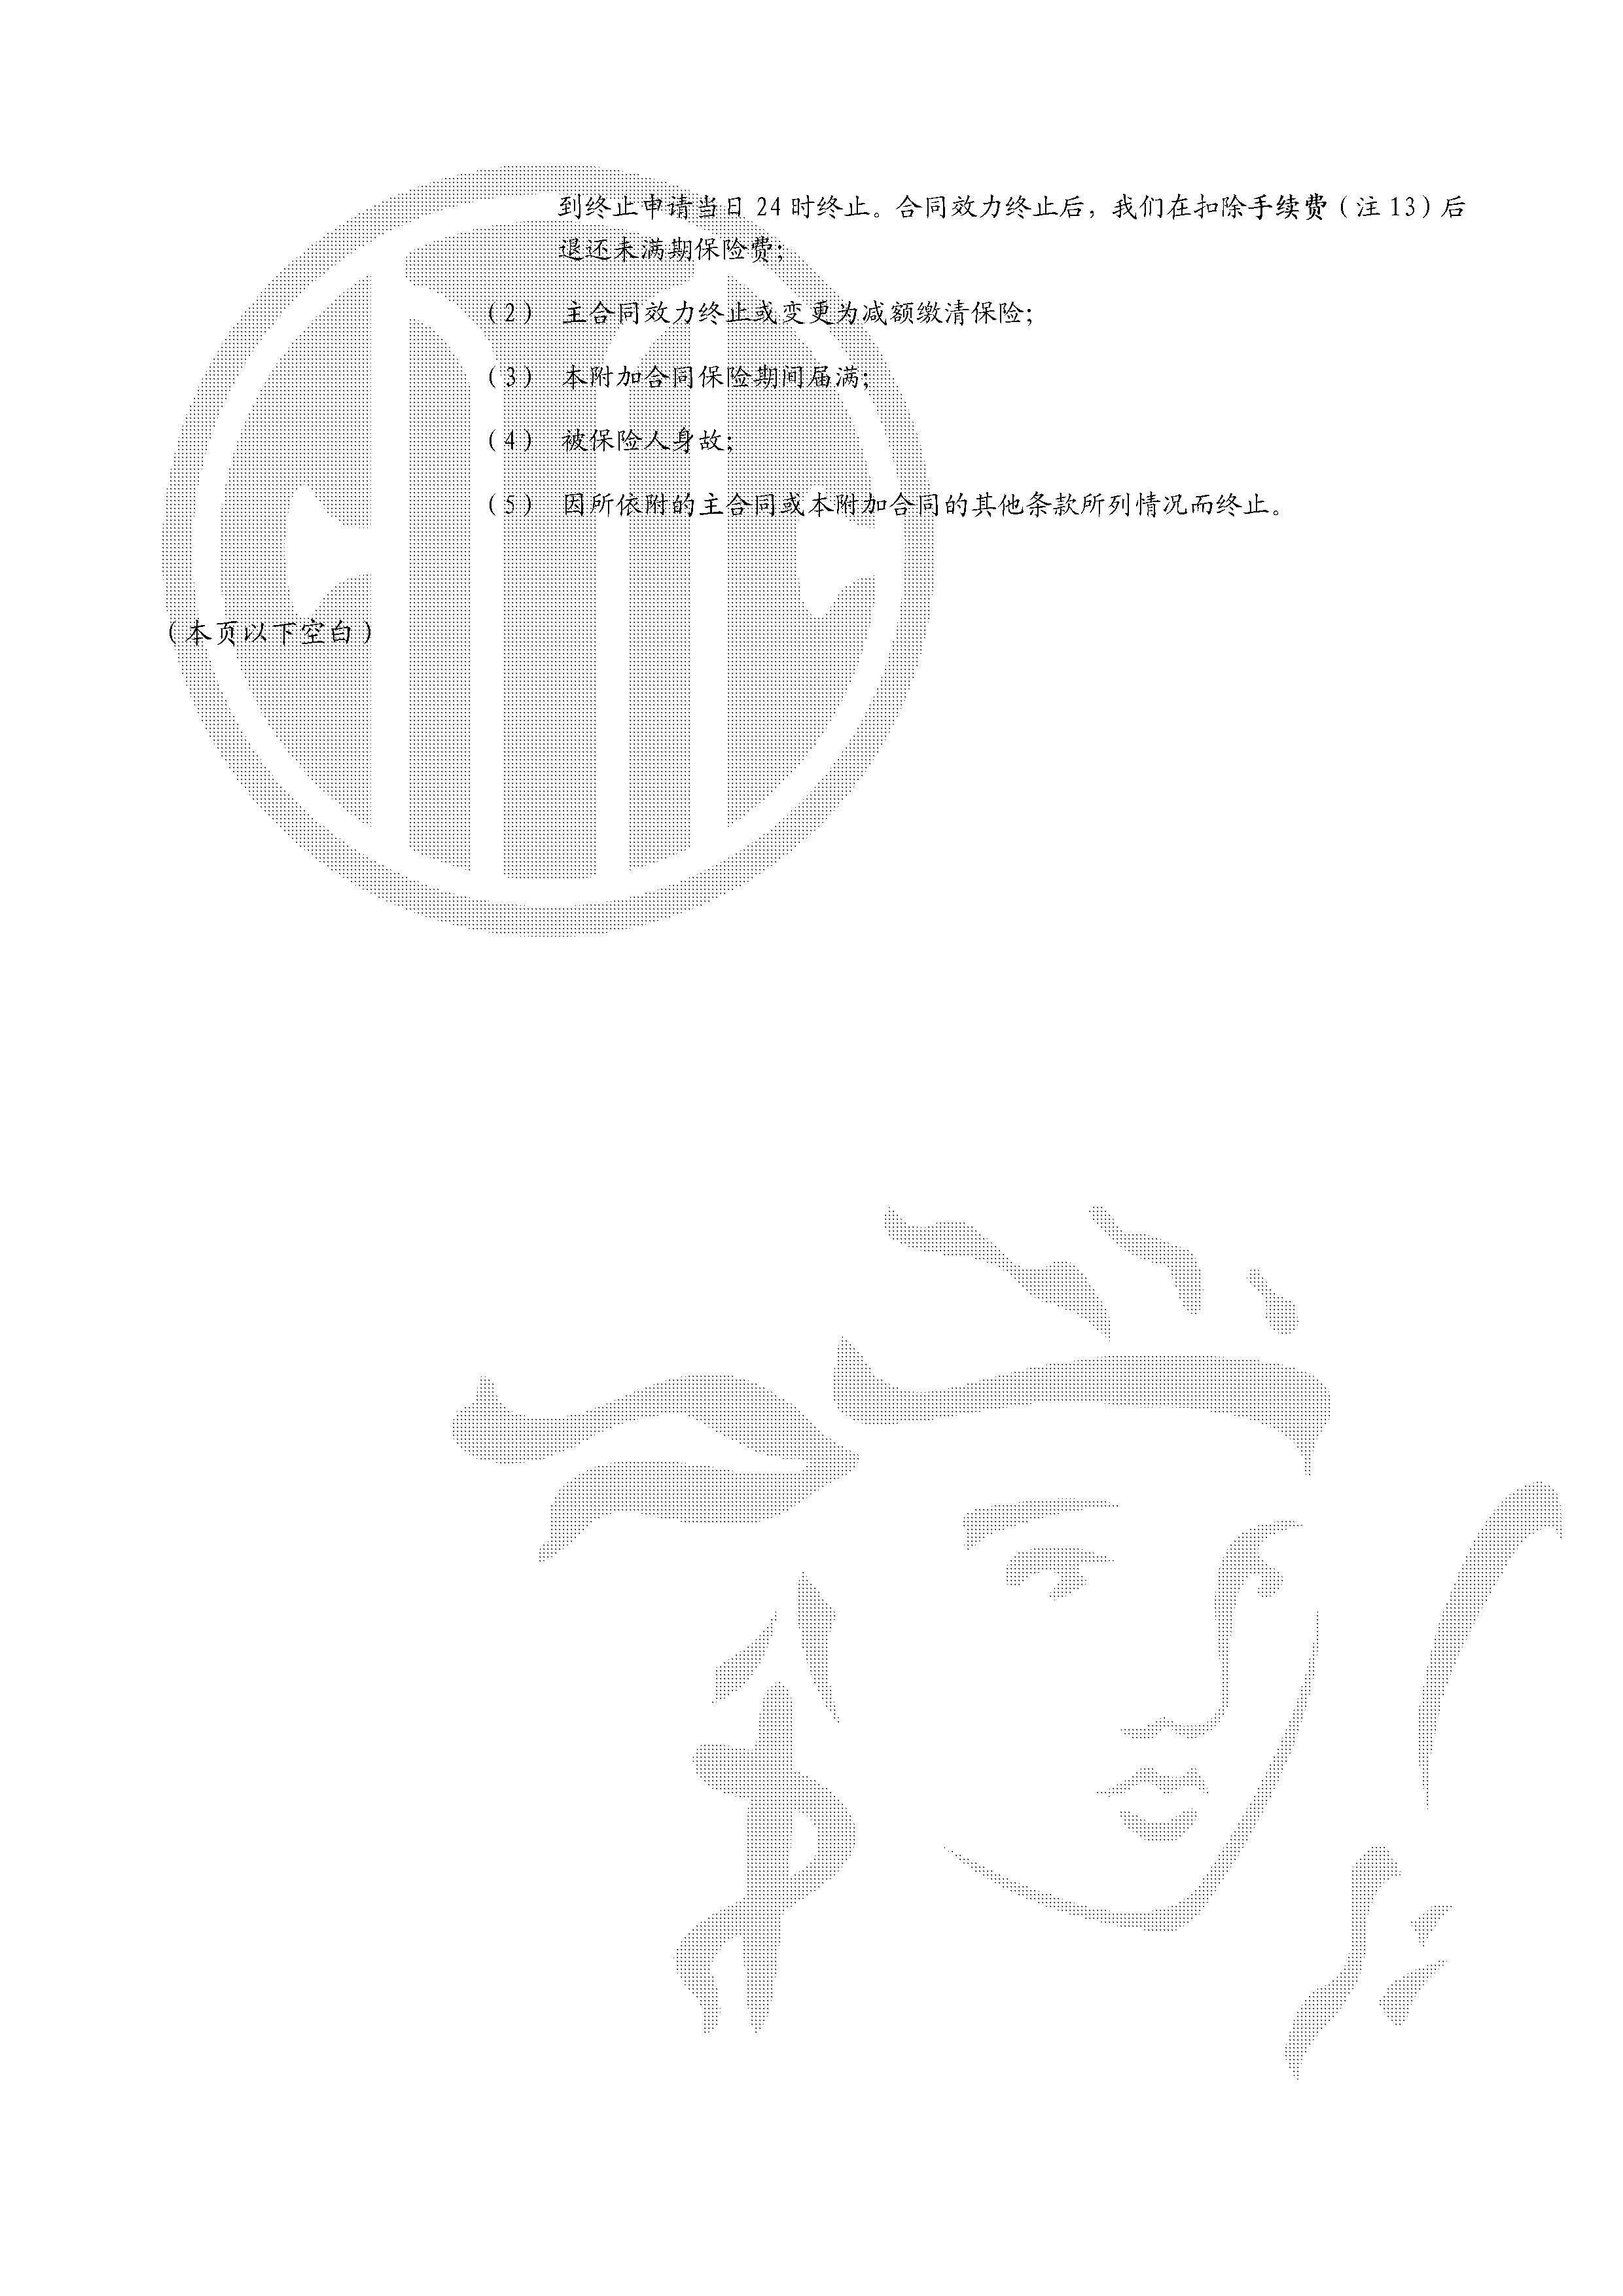 到终止申请当日 24 时终止。合同效力终止后，我们在扣除手续费（注 13）后
退还未满期保险费；
（2） 主合同效力终止或变更为减额缴清保险；
（3） 本附加合同保险期间届满；
（4） 被保险人身故；
（5） 因所依附的主合同或本附加合同的其他条款所列情况而终止。
（本页以下空白）